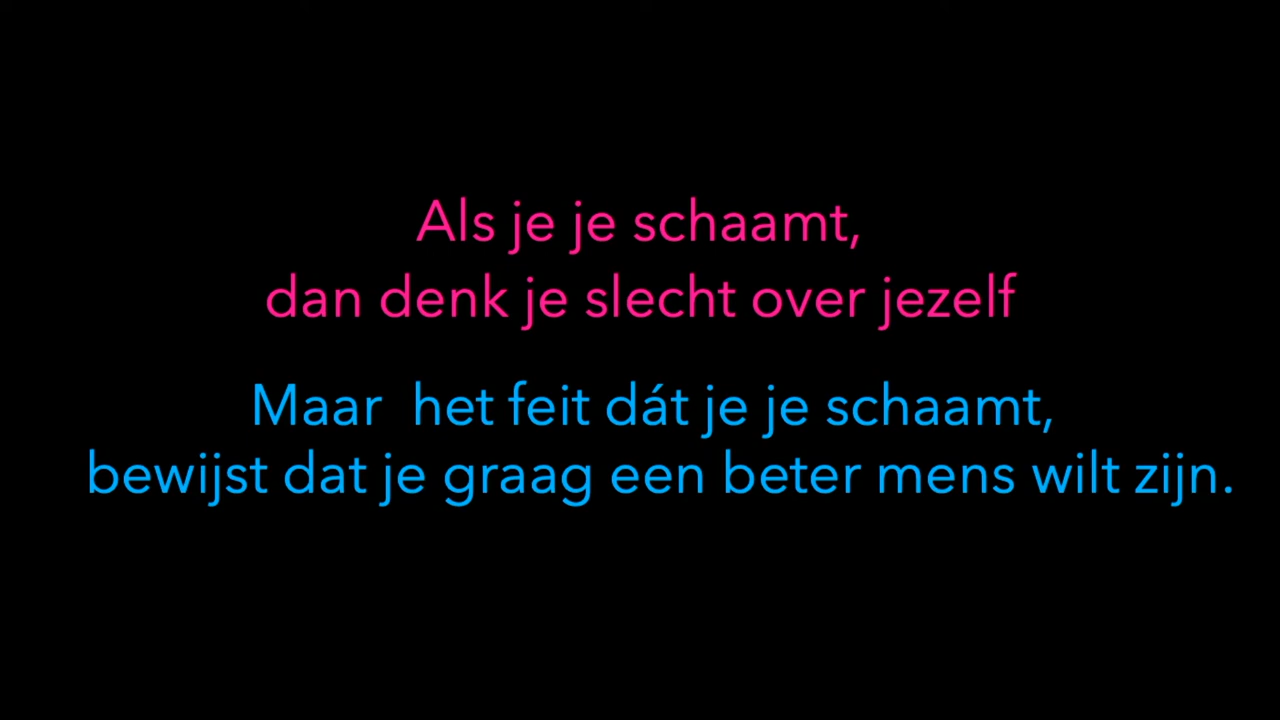 Als je je schaamt,
dan denk je slecht over jezelf
Maar  het feit dát je je schaamt,
bewijst dat je graag een beter mens wilt zijn.